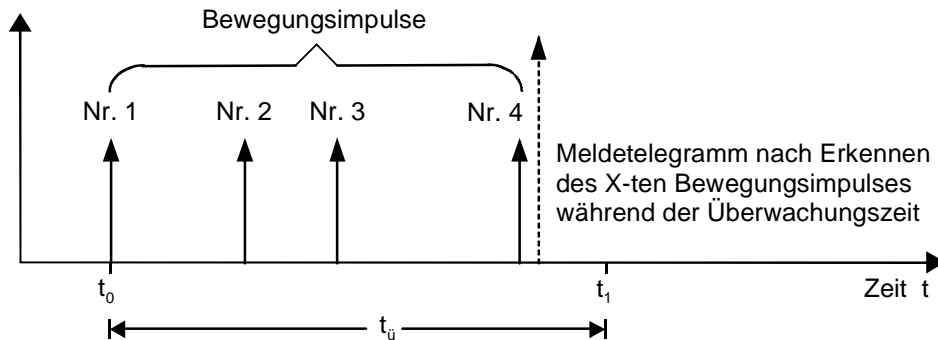 Bewegungsimpulse
Nr. 1 Nr. 2 Nr. 3 Nr. 4
Meldetelegramm nach Erkennen
des X-ten Bewegungsimpulses
während der Überwachungszeit
t₀ t₁ Zeit t
tü